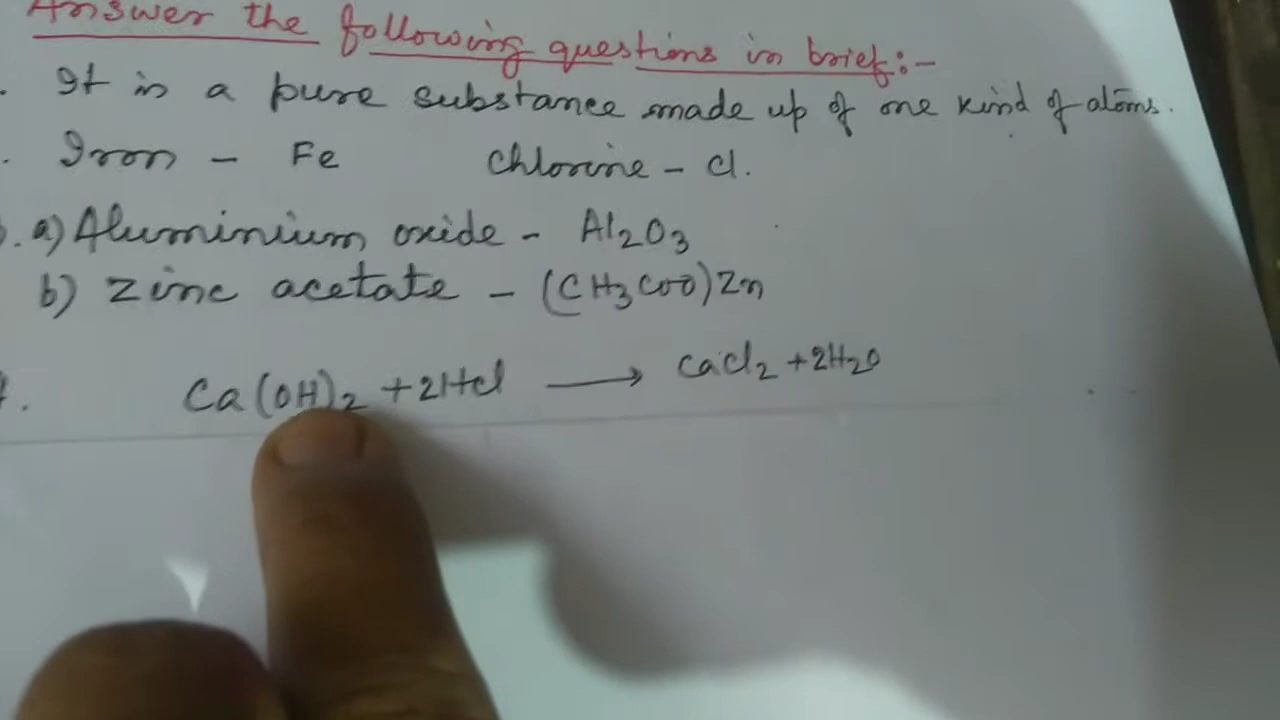 Answer the following questions in brief:-
. It is a pure substance made up of one kind of atoms.
. Iron - Fe Chlorine - Cl.
. a) Aluminium oxide - Al2O3
b) Zinc acetate - (CH3COO)Zn
. Ca(OH)2 + 2HCl ⟶ CaCl2 + 2H2O